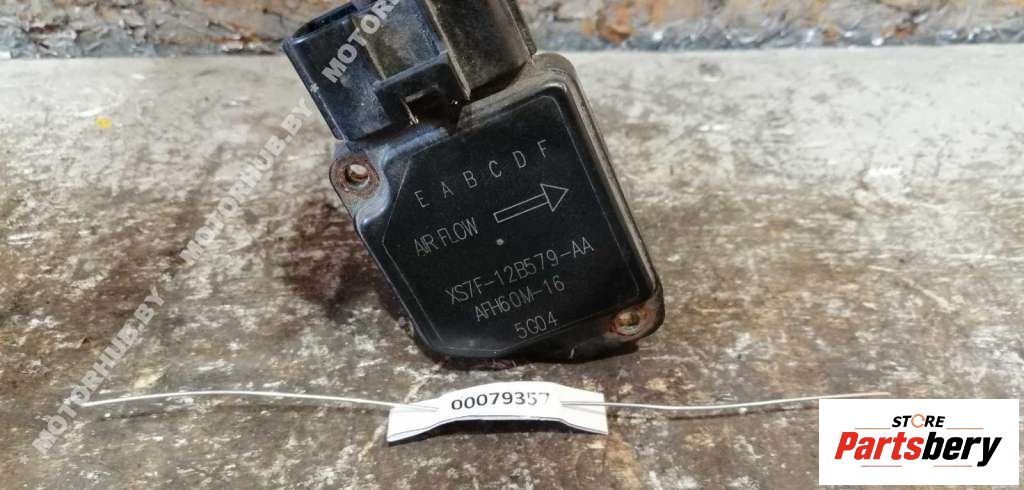 MOTORHUB.BY
MOTORHUB.BY
MOTORHUB.BY
E A B C D F
AIR FLOW
XS7F-12B579-AA
AFH60M-16
5G04
00079357
STORE
Partsbery